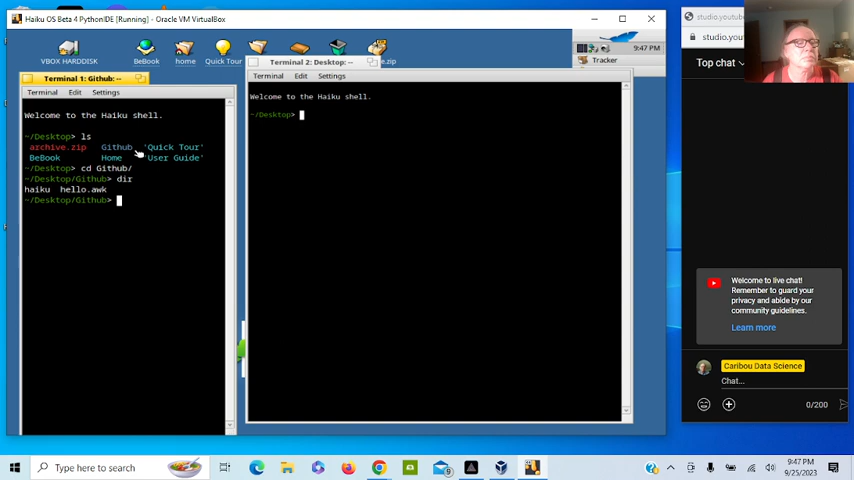 Haiku OS Beta 4 PythonIDE [Running] - Oracle VM VirtualBox
VBOX HARDDISK
BeBook
home
Quick Tour
.zip
9:47 PM
Tracker
Terminal 1: Github: --
Terminal Edit Settings
Welcome to the Haiku shell.
~/Desktop> ls
archive.zip Github 'Quick Tour'
BeBook Home 'User Guide'
~/Desktop> cd Github/
~/Desktop/Github> dir
haiku hello.awk
~/Desktop/Github>
Terminal 2: Desktop: --
Terminal Edit Settings
Welcome to the Haiku shell.
~/Desktop>
studio.youtube
studio.youtu
Top chat
Welcome to live chat!
Remember to guard your
privacy and abide by our
community guidelines.
Learn more
Caribou Data Science
Chat...
0/200
Type here to search
9
9:47 PM
9/25/2023